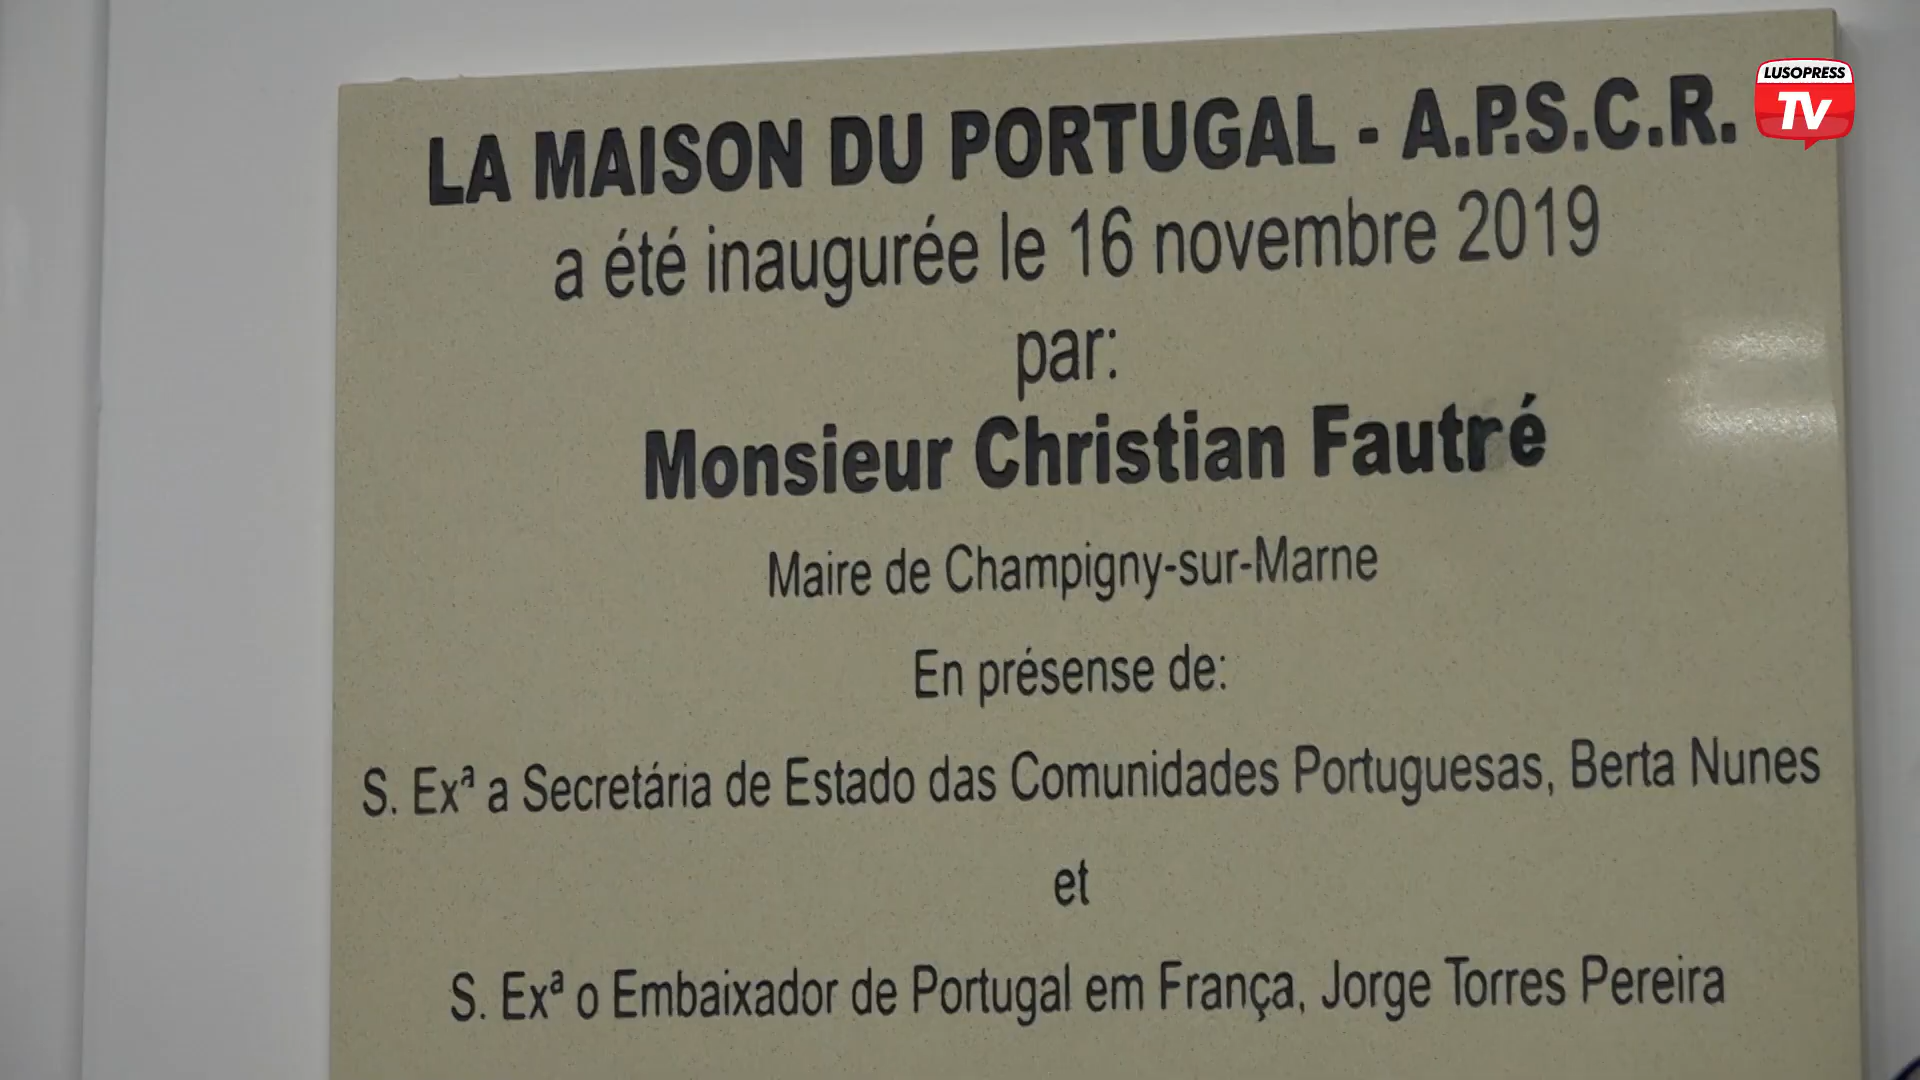 LUSOPRESS
TV
LA MAISON DU PORTUGAL - A.P.S.C.R.
a été inaugurée le 16 novembre 2019
par:
Monsieur Christian Fautré
Maire de Champigny-sur-Marne
En présense de:
S. Exª a Secretária de Estado das Comunidades Portuguesas, Berta Nunes
et
S. Exª o Embaixador de Portugal em França, Jorge Torres Pereira